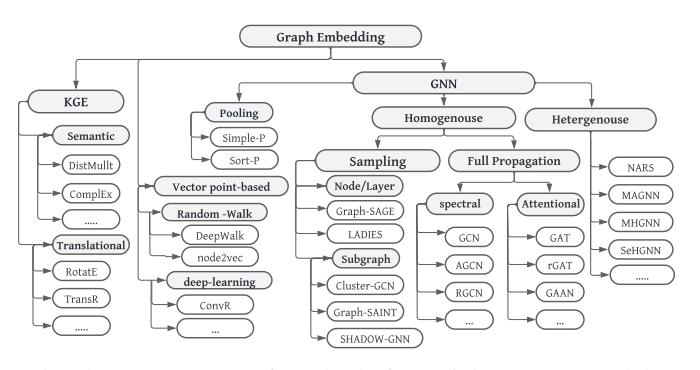 Graph Embedding
KGE
GNN
Pooling
Simple-P
Sort-P
Homogenouse
Hetergenouse
Semantic
DistMullt
ComplEx
.....
Translational
RotatE
TransR
.....
Vector point-based
Random -Walk
DeepWalk
node2vec
deep-learning
ConvR
...
Sampling
Node/Layer
Graph-SAGE
LADIES
Subgraph
Cluster-GCN
Graph-SAINT
SHADOW-GNN
Full Propagation
spectral
GCN
AGCN
RGCN
...
Attentional
GAT
rGAT
GAAN
...
NARS
MAGNN
MHGNN
SeHGNN
.....